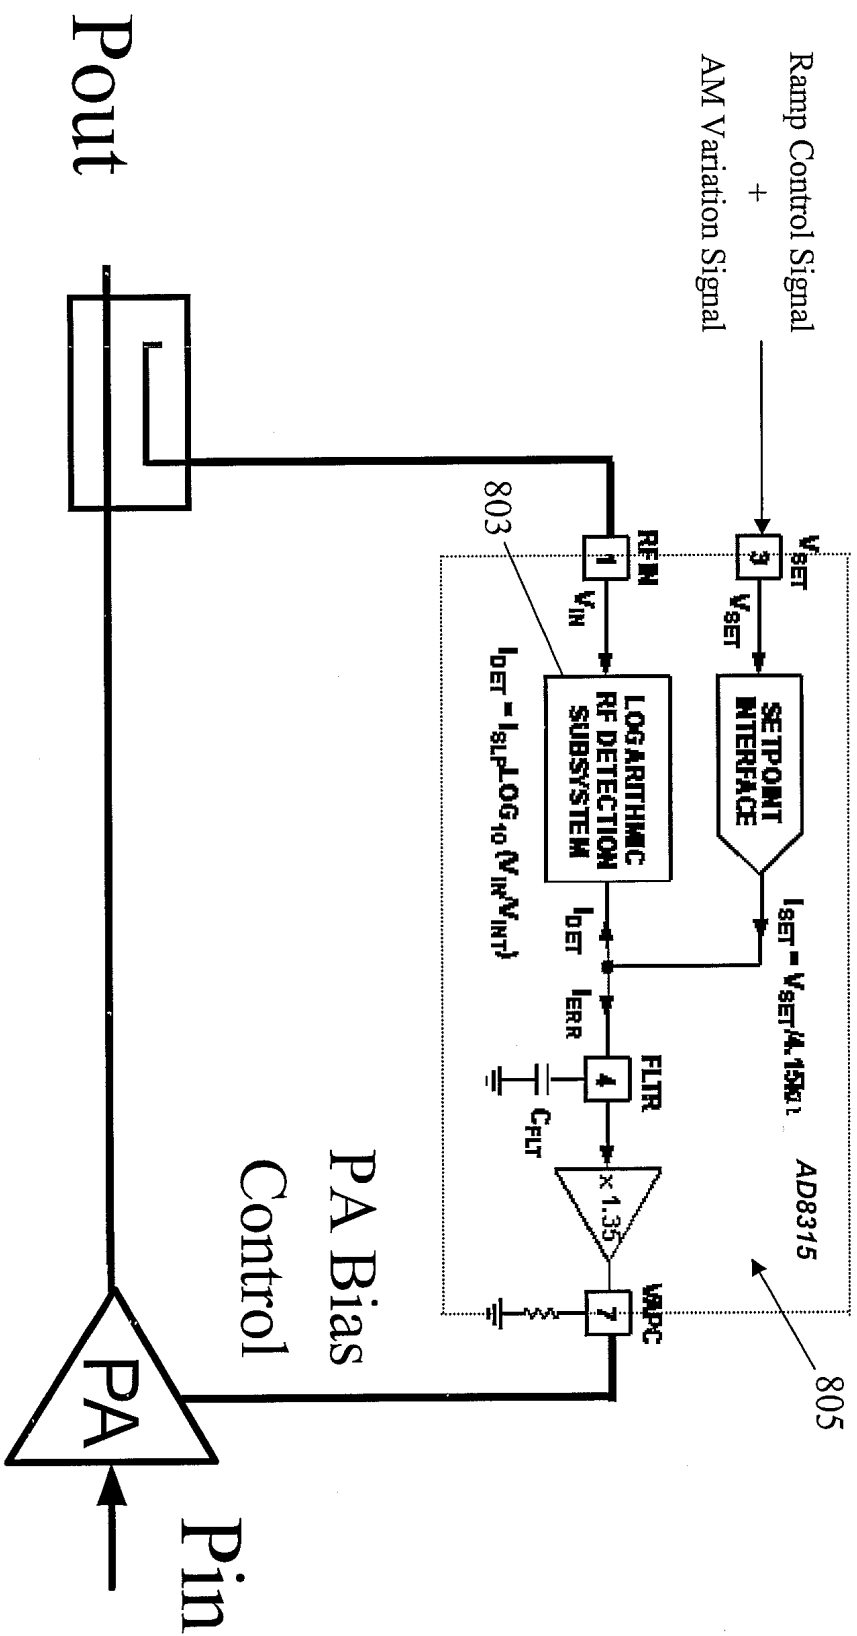 Ramp Control Signal
+
AM Variation Signal
805
AD8315
VSET
3
VSET
SETPOINT
INTERFACE
ISET = VSET/4.15kΩ
RFIN
1
VIN
LOGARITHMIC
RF DETECTION
SUBSYSTEM
IDET
IERR
FLTR
4
CFLT
x 1.35
VAPC
7
803
IDET = ISLPLOG10 (VIN/VINT)
PA Bias
Control
Pout
PA
Pin